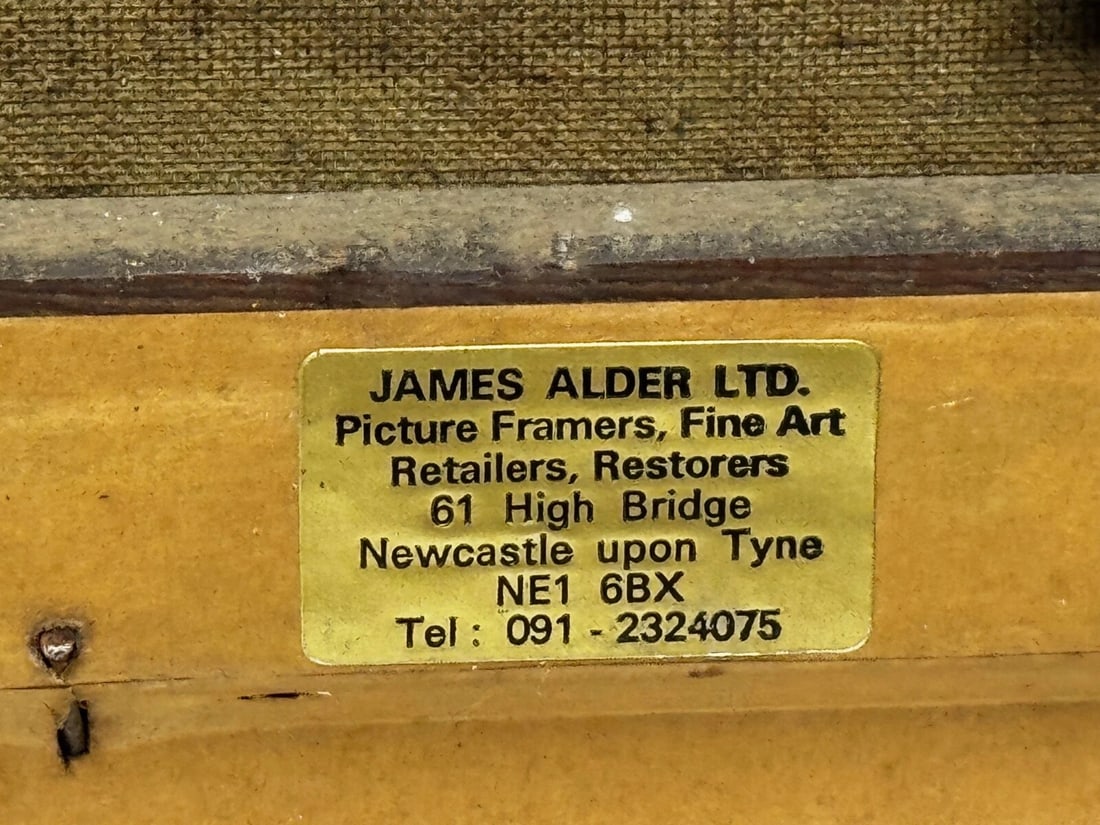 JAMES ALDER LTD.
Picture Framers, Fine Art
Retailers, Restorers
61 High Bridge
Newcastle upon Tyne
NE1 6BX
Tel : 091 - 2324075